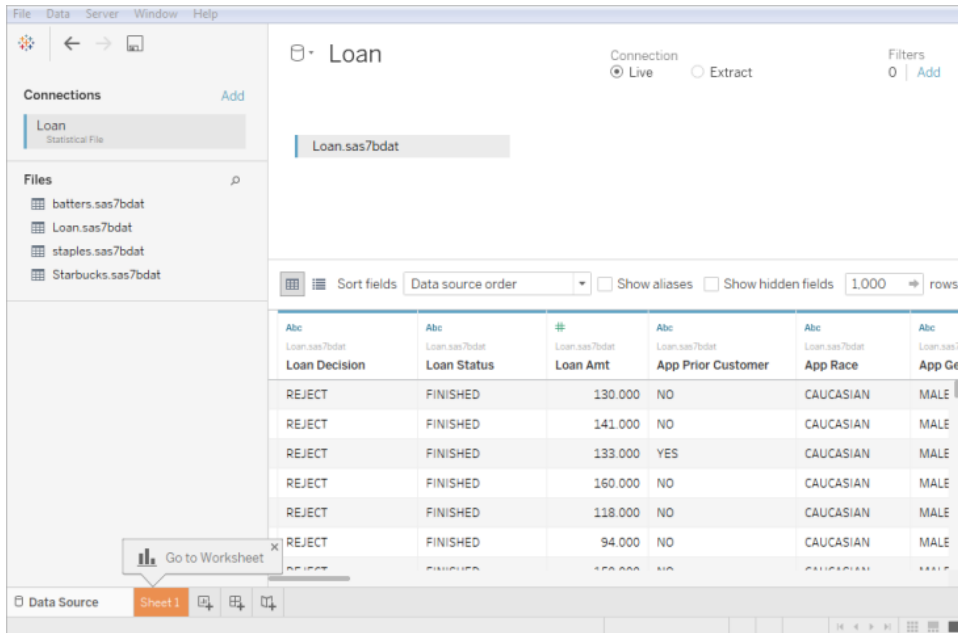 File Data Server Window Help
Loan
Connection
Live Extract
Filters
0 Add
Connections Add
Loan
Statistical File
Loan.sas7bdat
Files
batters.sas7bdat
Loan.sas7bdat
staples.sas7bdat
Starbucks.sas7bdat
Sort fields Data source order Show aliases Show hidden fields 1,000 rows
Abc Abc # Abc Abc Abc
Loan.sas7bdat Loan.sas7bdat Loan.sas7bdat Loan.sas7bdat Loan.sas7bdat Loan.sas7
Loan Decision Loan Status Loan Amt App Prior Customer App Race App Ge
REJECT FINISHED 130.000 NO CAUCASIAN MALE
REJECT FINISHED 141.000 NO CAUCASIAN MALE
REJECT FINISHED 133.000 YES CAUCASIAN MALE
REJECT FINISHED 160.000 NO CAUCASIAN MALE
REJECT FINISHED 118.000 NO CAUCASIAN MALE
REJECT FINISHED 94.000 NO CAUCASIAN MALE
Go to Worksheet
Data Source Sheet 1